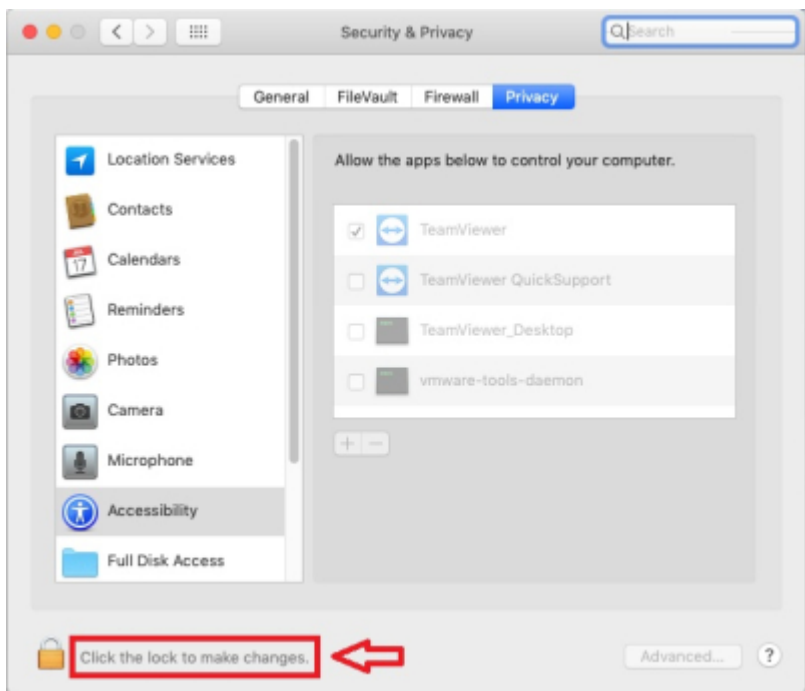 Security & Privacy
Search
General FileVault Firewall Privacy
Location Services
Contacts
Calendars
17
Reminders
Photos
Camera
Microphone
Accessibility
Full Disk Access
Allow the apps below to control your computer.
TeamViewer
TeamViewer QuickSupport
TeamViewer_Desktop
vmware-tools-daemon
+ −
Click the lock to make changes.
Advanced... ?